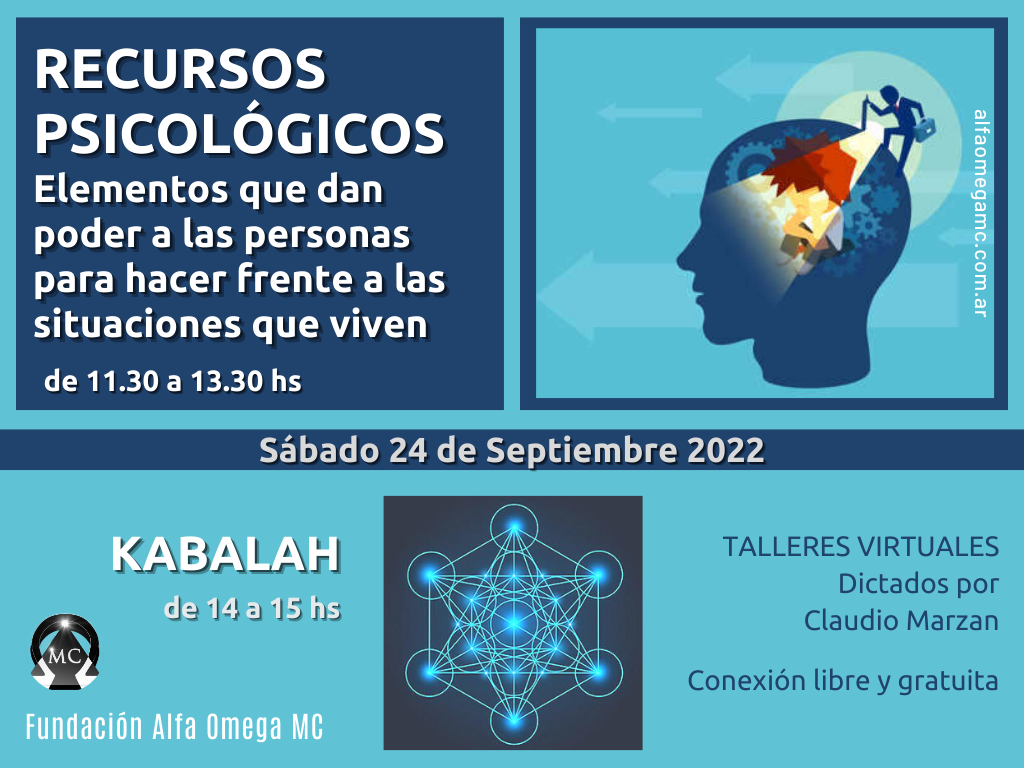 RECURSOS
PSICOLÓGICOS
Elementos que dan
poder a las personas
para hacer frente a las
situaciones que viven
de 11.30 a 13.30 hs
alfaomegamc.com.ar
Sábado 24 de Septiembre 2022
KABALAH
de 14 a 15 hs
MC
Fundación Alfa Omega MC
TALLERES VIRTUALES
Dictados por
Claudio Marzan
Conexión libre y gratuita